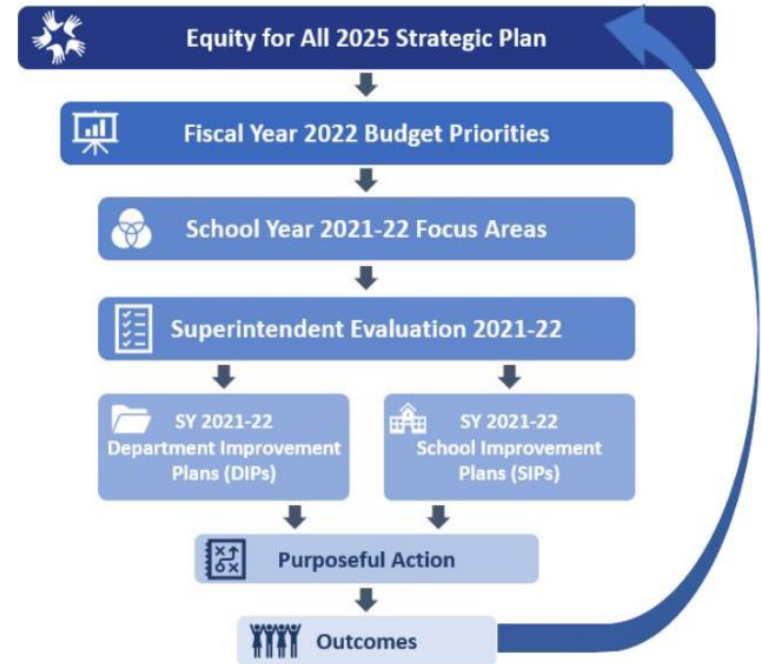 Equity for All 2025 Strategic Plan
Fiscal Year 2022 Budget Priorities
School Year 2021-22 Focus Areas
Superintendent Evaluation 2021-22
SY 2021-22
Department Improvement
Plans (DIPs)
SY 2021-22
School Improvement
Plans (SIPs)
Purposeful Action
Outcomes